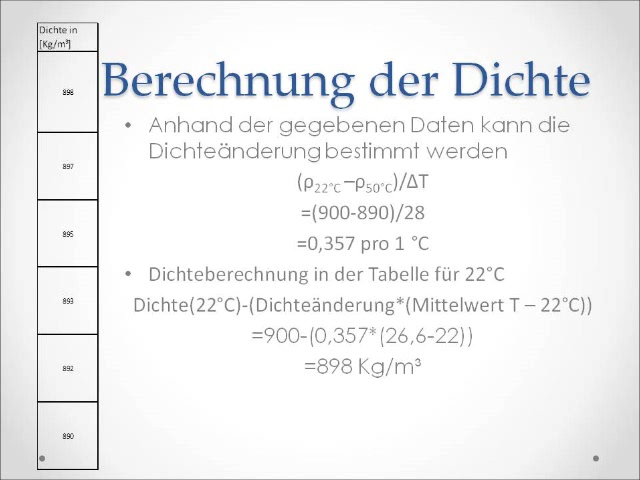 Dichte in
[Kg/m³]
898
897
895
893
892
890
Berechnung der Dichte
• Anhand der gegebenen Daten kann die
Dichteänderung bestimmt werden
(ρ22°C –ρ50°C)/ΔT
=(900-890)/28
=0,357 pro 1 °C
• Dichteberechnung in der Tabelle für 22°C
Dichte(22°C)-(Dichteänderung*(Mittelwert T – 22°C))
=900-(0,357*(26,6-22))
=898 Kg/m³